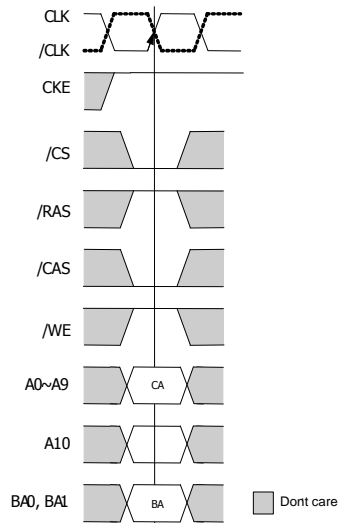 CLK
/CLK
CKE
/CS
/RAS
/CAS
/WE
A0~A9
CA
A10
BA0, BA1
BA
Dont care